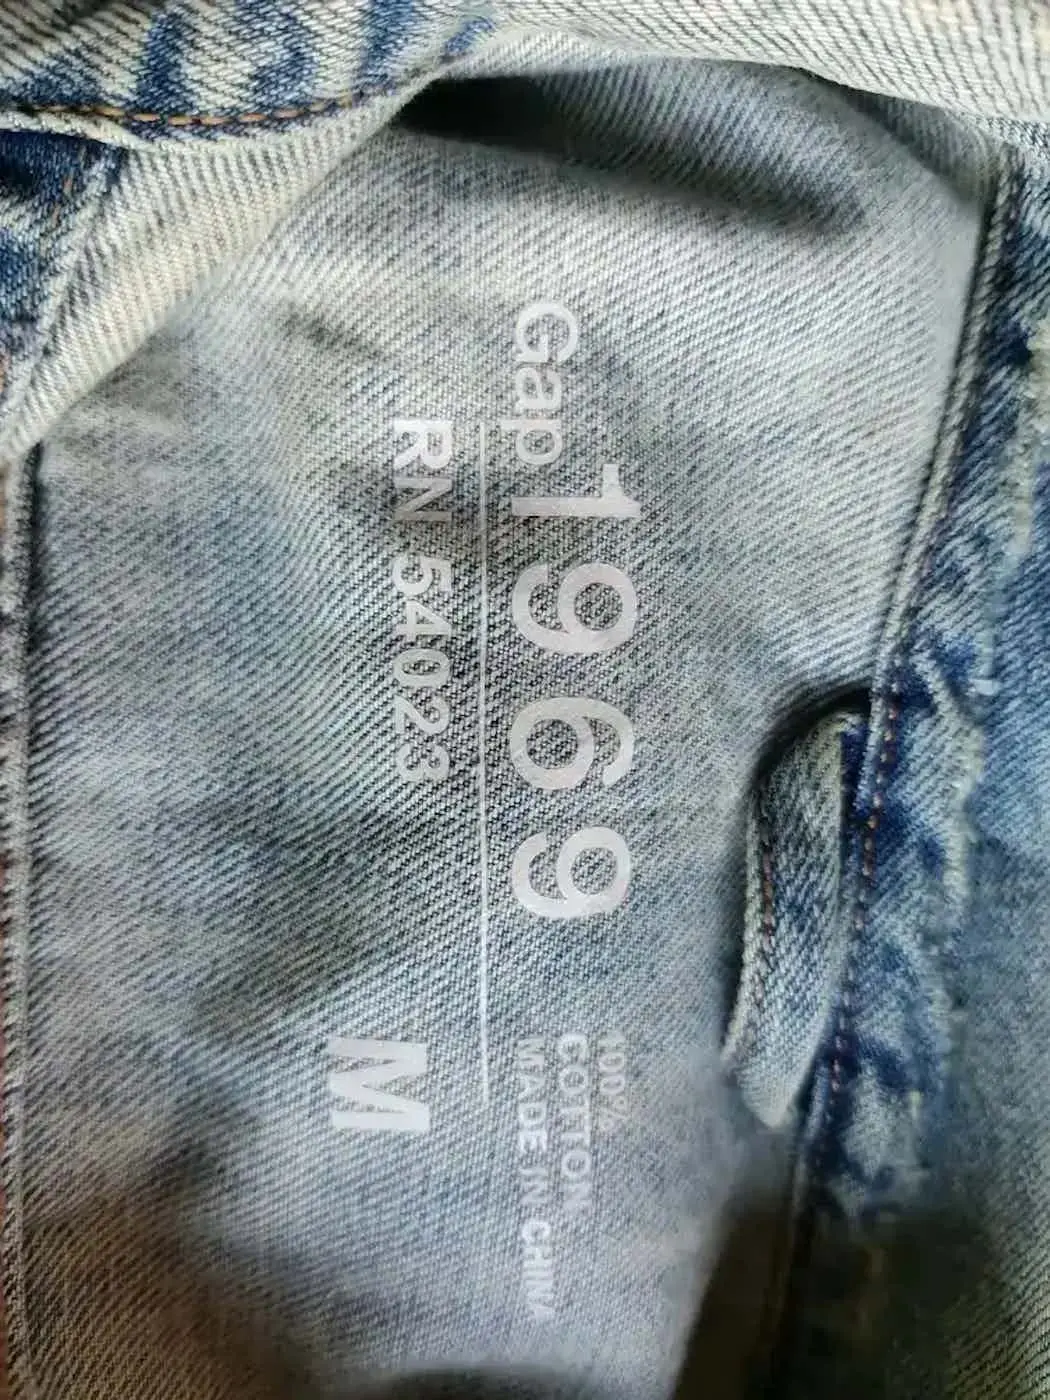 Gap 1969
100%
COTTON
MADE IN CHINA
RN 54023
M